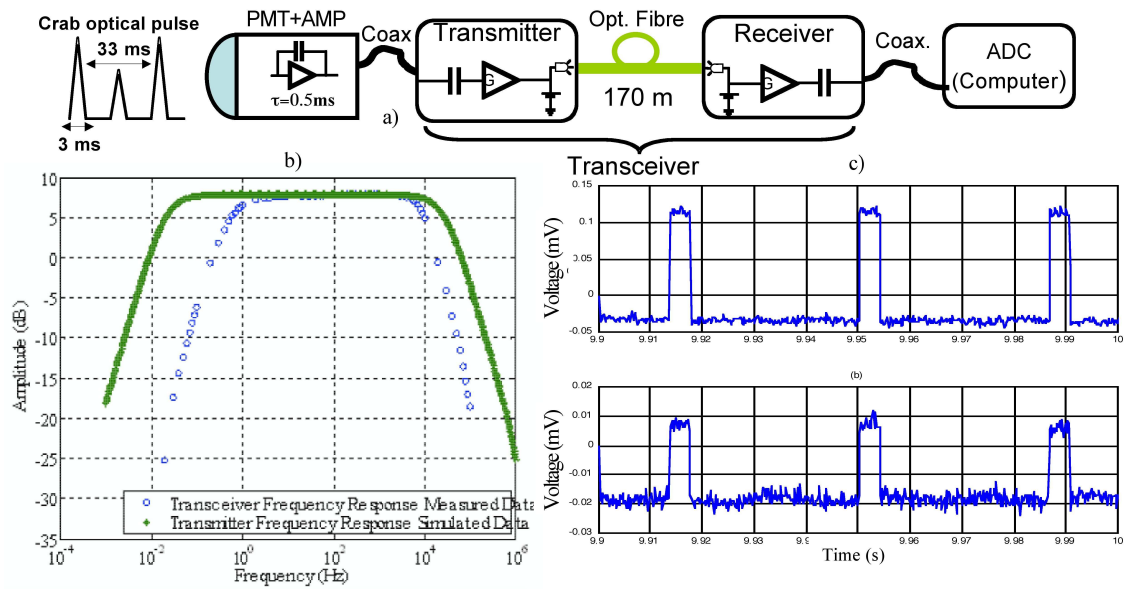 Crab optical pulse
33 ms
3 ms
PMT+AMP
τ=0.5ms
a)
Coax
Transmitter
G
Opt. Fibre
170 m
Receiver
G
Coax.
ADC
(Computer)
Transceiver
b)
10
5
0
-5
-10
-15
-20
-25
-30
-35
Amplitude (dB)
Transceiver Frequency Response Measured Data
Transmitter Frequency Response Simulated Data
10^-4 10^-2 10^0 10^2 10^4 10^6
Frequency (Hz)
c)
0.15
0.1
0.05
0
-0.05
Voltage (mV)
9.9 9.91 9.92 9.93 9.94 9.95 9.96 9.97 9.98 9.99 10
(b)
0.02
0.01
0
-0.01
-0.02
-0.03
Voltage (mV)
9.9 9.91 9.92 9.93 9.9 9.95 9.96 9.97 9.98 9.99 10
Time (s)